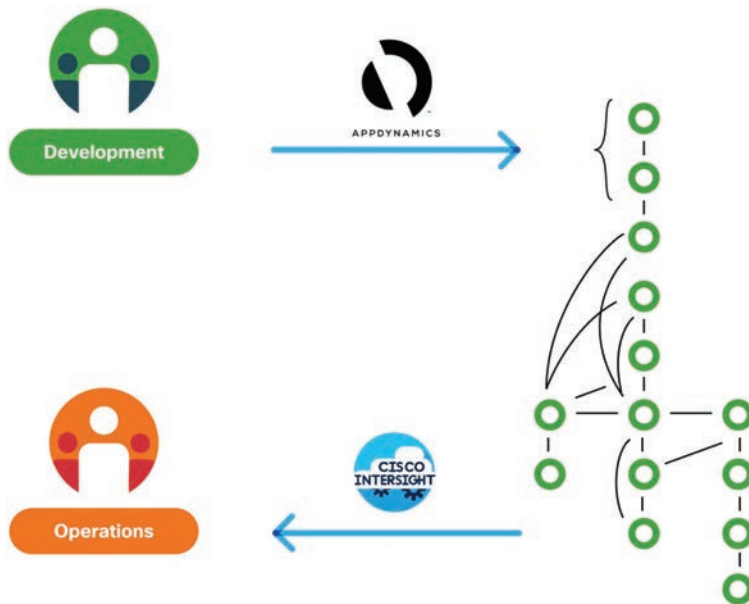 Development
APPDYNAMICS
Operations
CISCO
INTERSIGHT